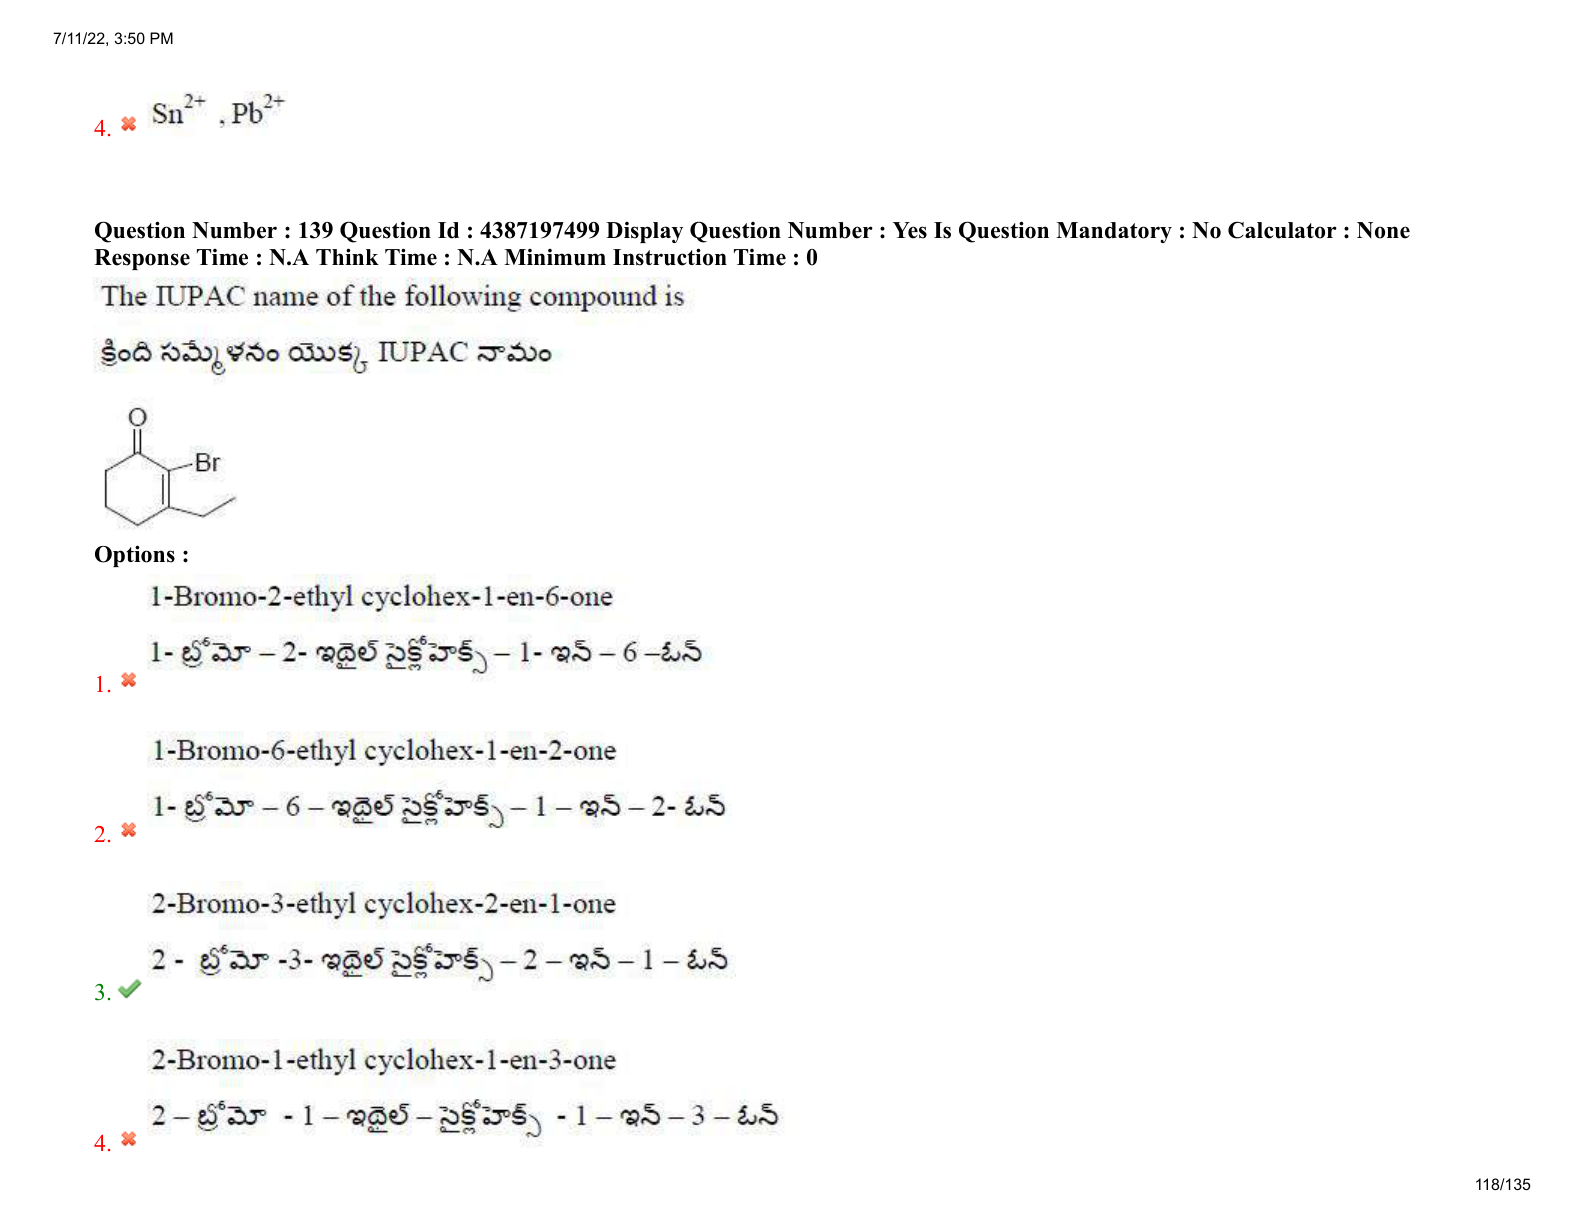 7/11/22, 3:50 PM
4. Sn2+ , Pb2+
Question Number : 139 Question Id : 4387197499 Display Question Number : Yes Is Question Mandatory : No Calculator : None
Response Time : N.A Think Time : N.A Minimum Instruction Time : 0
The IUPAC name of the following compound is
క్రింది సమ్మేళనం యొక్క IUPAC నామం
O
Br
Options :
1-Bromo-2-ethyl cyclohex-1-en-6-one
1- బ్రోమో – 2- ఇథైల్ సైక్లోహెక్స్ – 1- ఇన్ – 6 –ఓన్
1.
1-Bromo-6-ethyl cyclohex-1-en-2-one
1- బ్రోమో – 6 – ఇథైల్ సైక్లోహెక్స్ – 1 – ఇన్ – 2- ఓన్
2.
2-Bromo-3-ethyl cyclohex-2-en-1-one
2 - బ్రోమో -3- ఇథైల్ సైక్లోహెక్స్ – 2 – ఇన్ – 1 – ఓన్
3.
2-Bromo-1-ethyl cyclohex-1-en-3-one
2 – బ్రోమో - 1 – ఇథైల్ – సైక్లోహెక్స్ - 1 – ఇన్ – 3 – ఓన్
4.
118/135